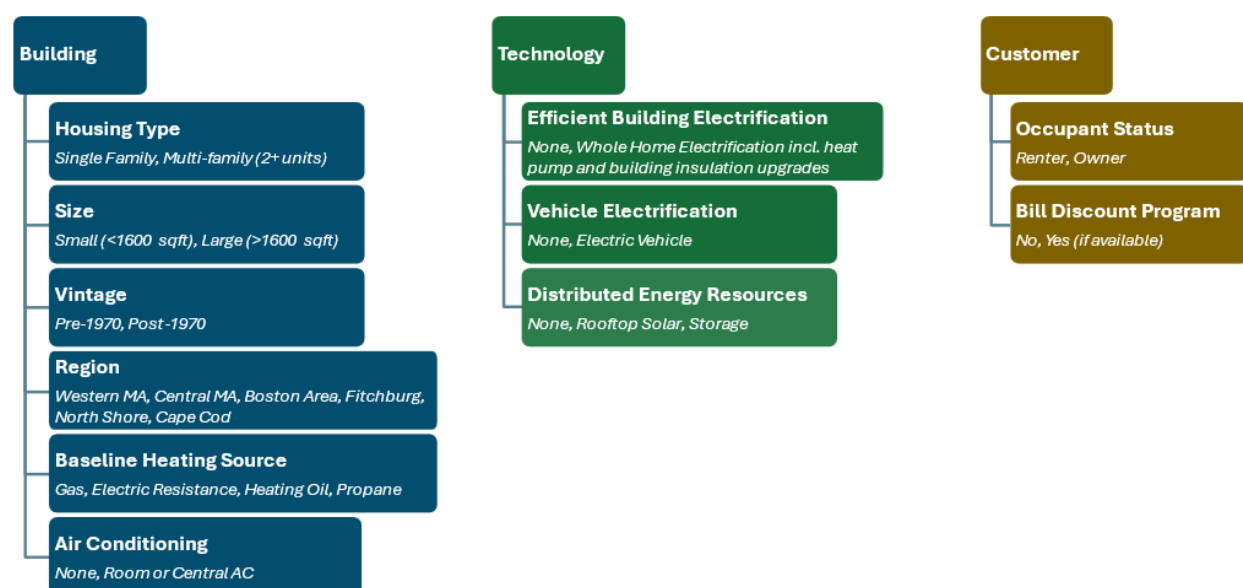 Building
Housing Type
Single Family, Multi-family (2+ units)
Size
Small (<1600 sqft), Large (>1600 sqft)
Vintage
Pre-1970, Post-1970
Region
Western MA, Central MA, Boston Area, Fitchburg,
North Shore, Cape Cod
Baseline Heating Source
Gas, Electric Resistance, Heating Oil, Propane
Air Conditioning
None, Room or Central AC
Technology
Efficient Building Electrification
None, Whole Home Electrification incl. heat
pump and building insulation upgrades
Vehicle Electrification
None, Electric Vehicle
Distributed Energy Resources
None, Rooftop Solar, Storage
Customer
Occupant Status
Renter, Owner
Bill Discount Program
No, Yes (if available)